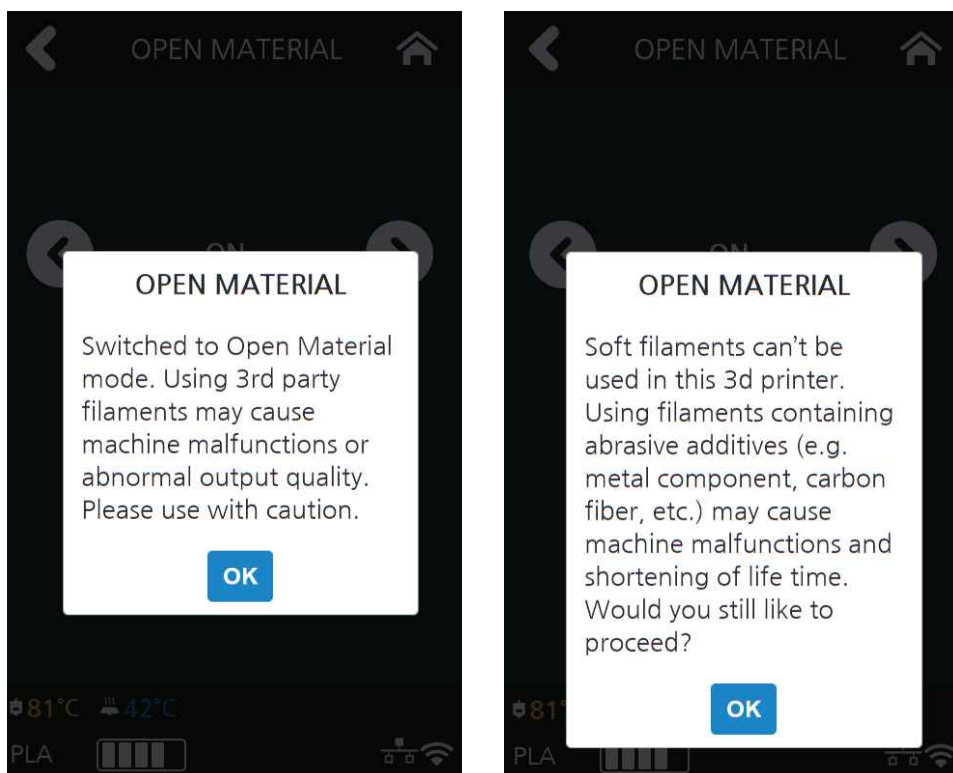 OPEN MATERIAL
ON
OPEN MATERIAL
Switched to Open Material
mode. Using 3rd party
filaments may cause
machine malfunctions or
abnormal output quality.
Please use with caution.
OK
81°C 42°C
PLA
OPEN MATERIAL
ON
OPEN MATERIAL
Soft filaments can't be
used in this 3d printer.
Using filaments containing
abrasive additives (e.g.
metal component, carbon
fiber, etc.) may cause
machine malfunctions and
shortening of life time.
Would you still like to
proceed?
OK
81°
PLA